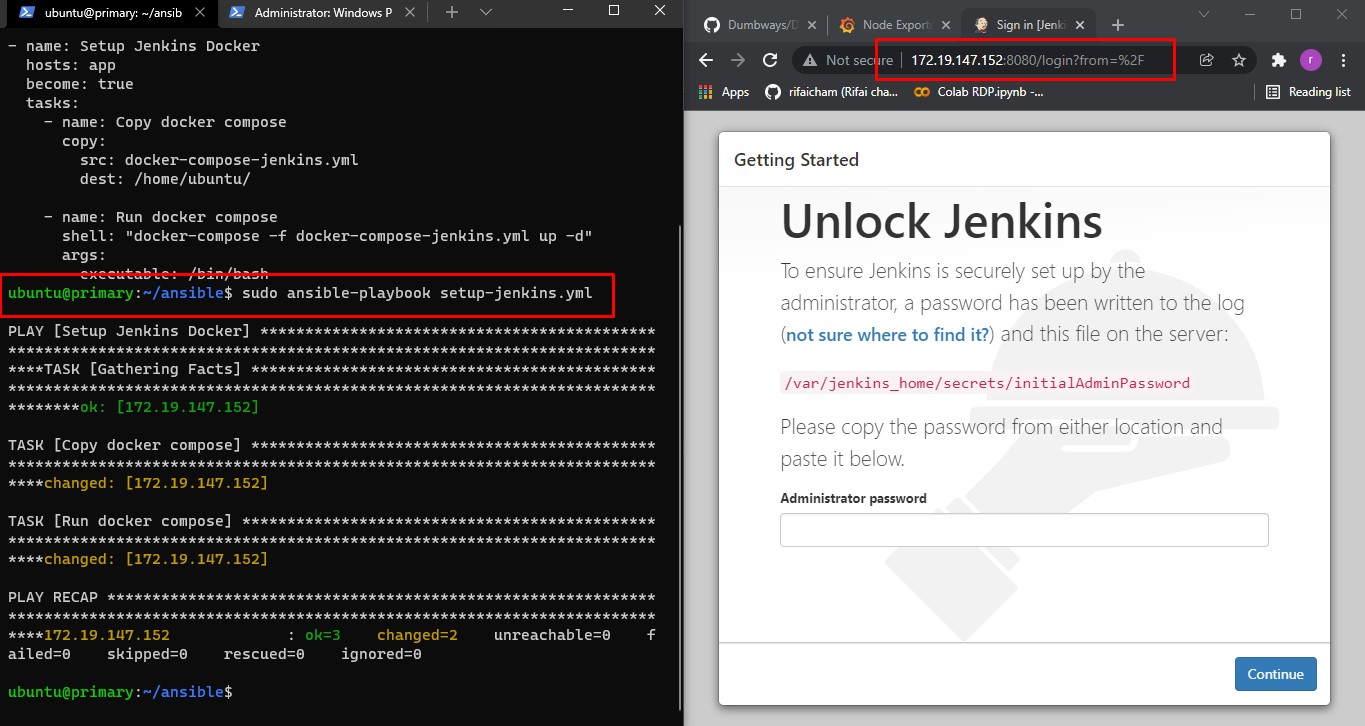 ubuntu@primary: ~/ansib
Administrator: Windows P
- name: Setup Jenkins Docker
hosts: app
become: true
tasks:
- name: Copy docker compose
copy:
src: docker-compose-jenkins.yml
dest: /home/ubuntu/
- name: Run docker compose
shell: "docker-compose -f docker-compose-jenkins.yml up -d"
args:
executable: /bin/bash
ubuntu@primary:~/ansible$ sudo ansible-playbook setup-jenkins.yml
PLAY [Setup Jenkins Docker] ********************************************
************************************************************************
****TASK [Gathering Facts] *********************************************
************************************************************************
********ok: [172.19.147.152]
TASK [Copy docker compose] *********************************************
************************************************************************
****changed: [172.19.147.152]
TASK [Run docker compose] **********************************************
************************************************************************
****changed: [172.19.147.152]
PLAY RECAP *************************************************************
************************************************************************
****172.19.147.152 : ok=3 changed=2 unreachable=0 f
ailed=0 skipped=0 rescued=0 ignored=0
ubuntu@primary:~/ansible$
Dumbways/D
Node Export
Sign in [Jenki
Not secure 172.19.147.152:8080/login?from=%2F
r
Apps
rifaicham (Rifai cha...
Colab RDP.ipynb -...
Reading list
Getting Started
Unlock Jenkins
To ensure Jenkins is securely set up by the
administrator, a password has been written to the log
(not sure where to find it?) and this file on the server:
/var/jenkins_home/secrets/initialAdminPassword
Please copy the password from either location and
paste it below.
Administrator password
Continue